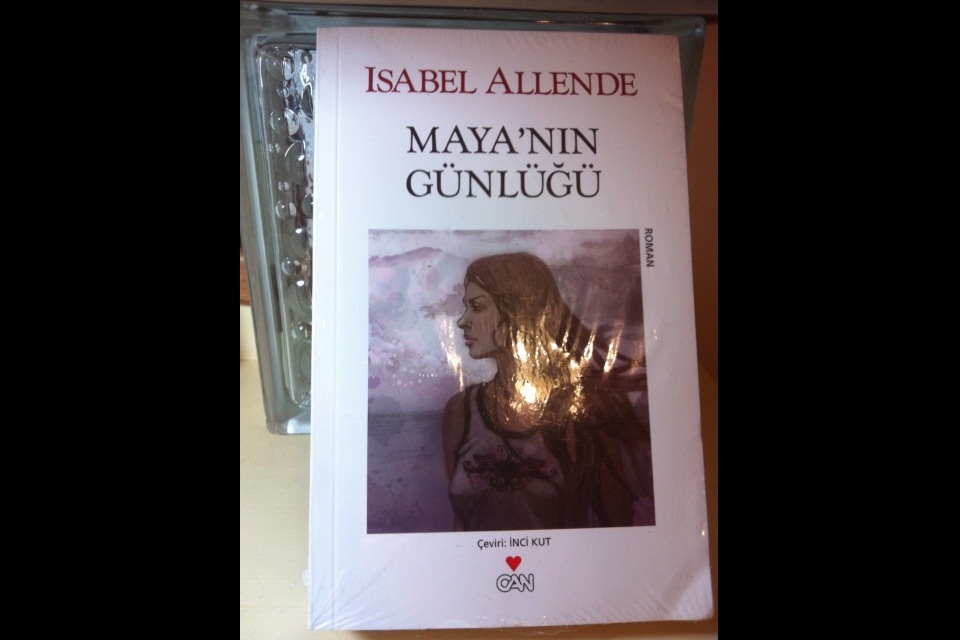 ISABEL ALLENDE
MAYA'NIN
GÜNLÜĞÜ
ROMAN
Çeviri: İNCİ KUT
CAN